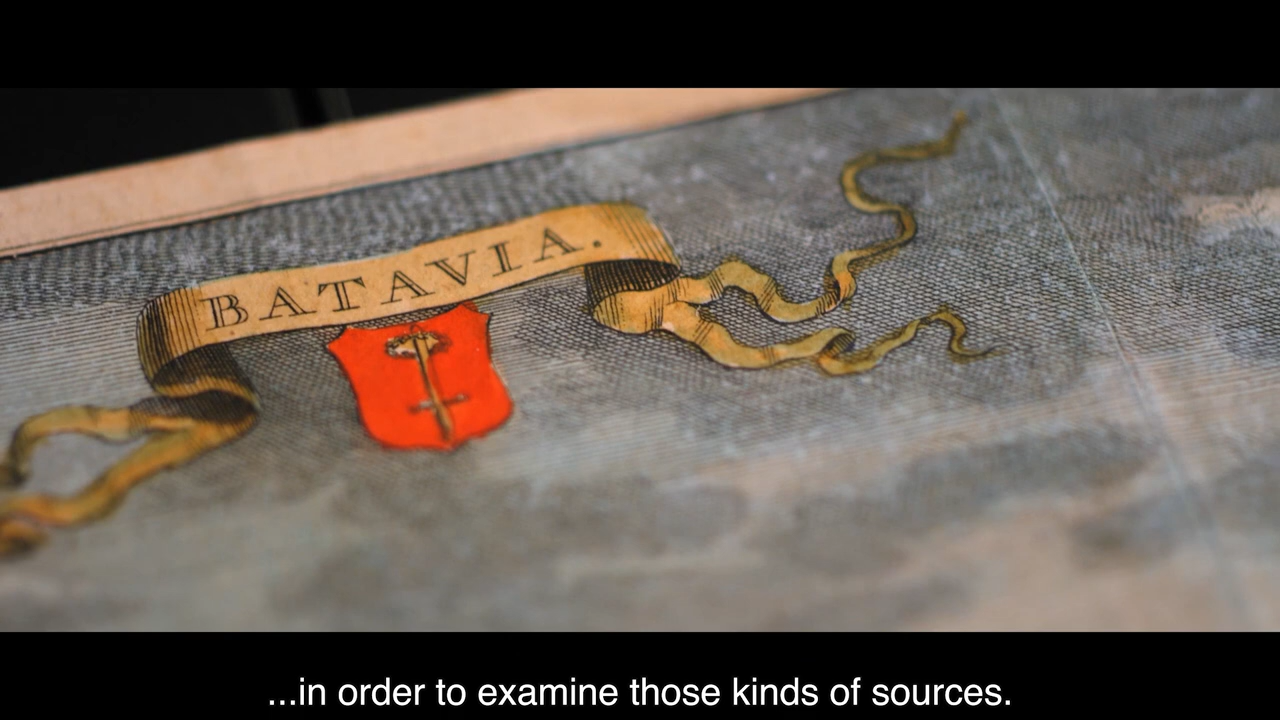 BATAVIA.
...in order to examine those kinds of sources.